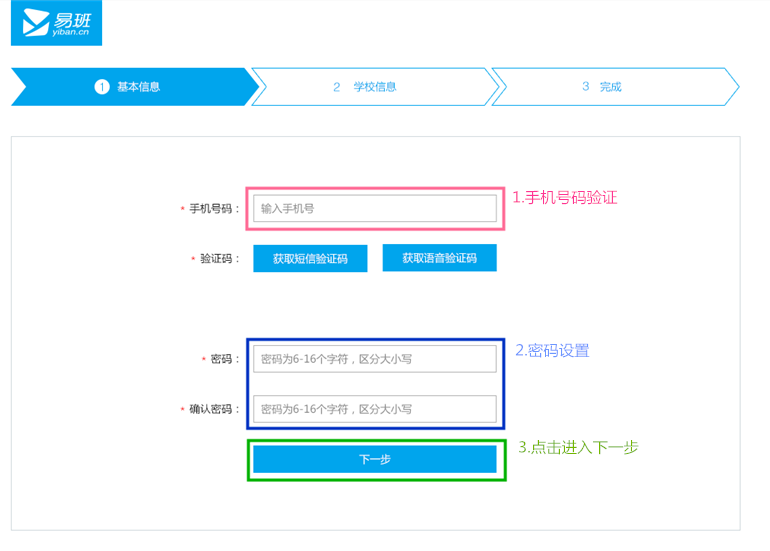 易班
yiban.cn
1 基本信息
2 学校信息
3 完成
* 手机号码：
输入手机号
1.手机号码验证
* 验证码：
获取短信验证码
获取语音验证码
* 密码：
密码为6-16个字符，区分大小写
2.密码设置
* 确认密码：
密码为6-16个字符，区分大小写
下一步
3.点击进入下一步